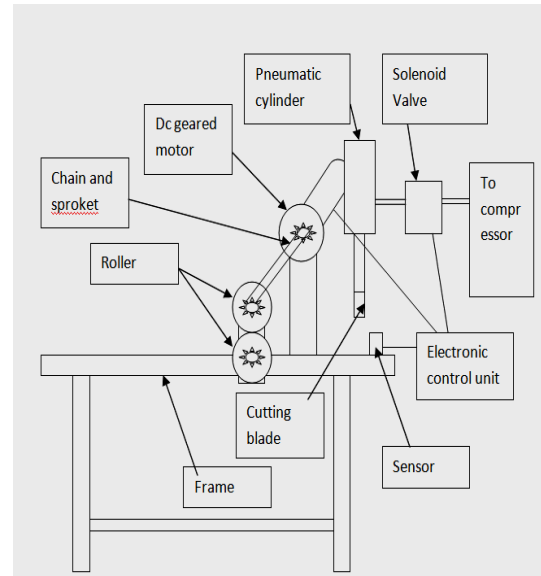 Pneumatic
cylinder
Solenoid
Valve
Dc geared
motor
Chain and
sproket
To
compr
essor
Roller
Electronic
control unit
Cutting
blade
Sensor
Frame